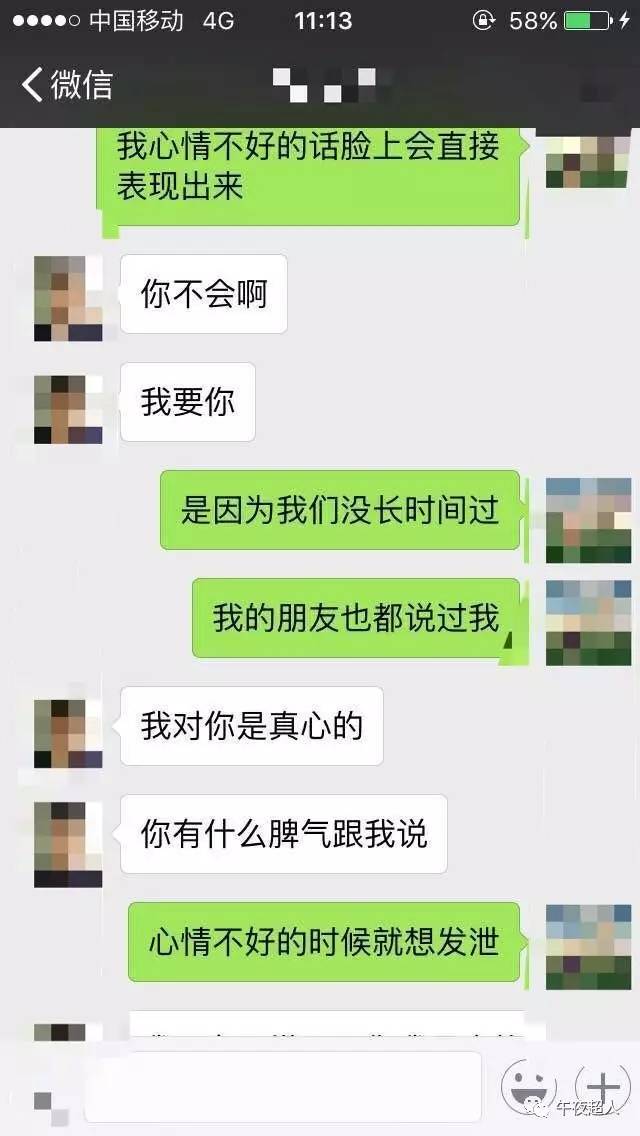 中国移动 4G 11:13 58%
微信
我心情不好的话脸上会直接
表现出来
你不会啊
我要你
是因为我们没长时间过
我的朋友也都说过我
我对你是真心的
你有什么脾气跟我说
心情不好的时候就想发泄
午夜超人